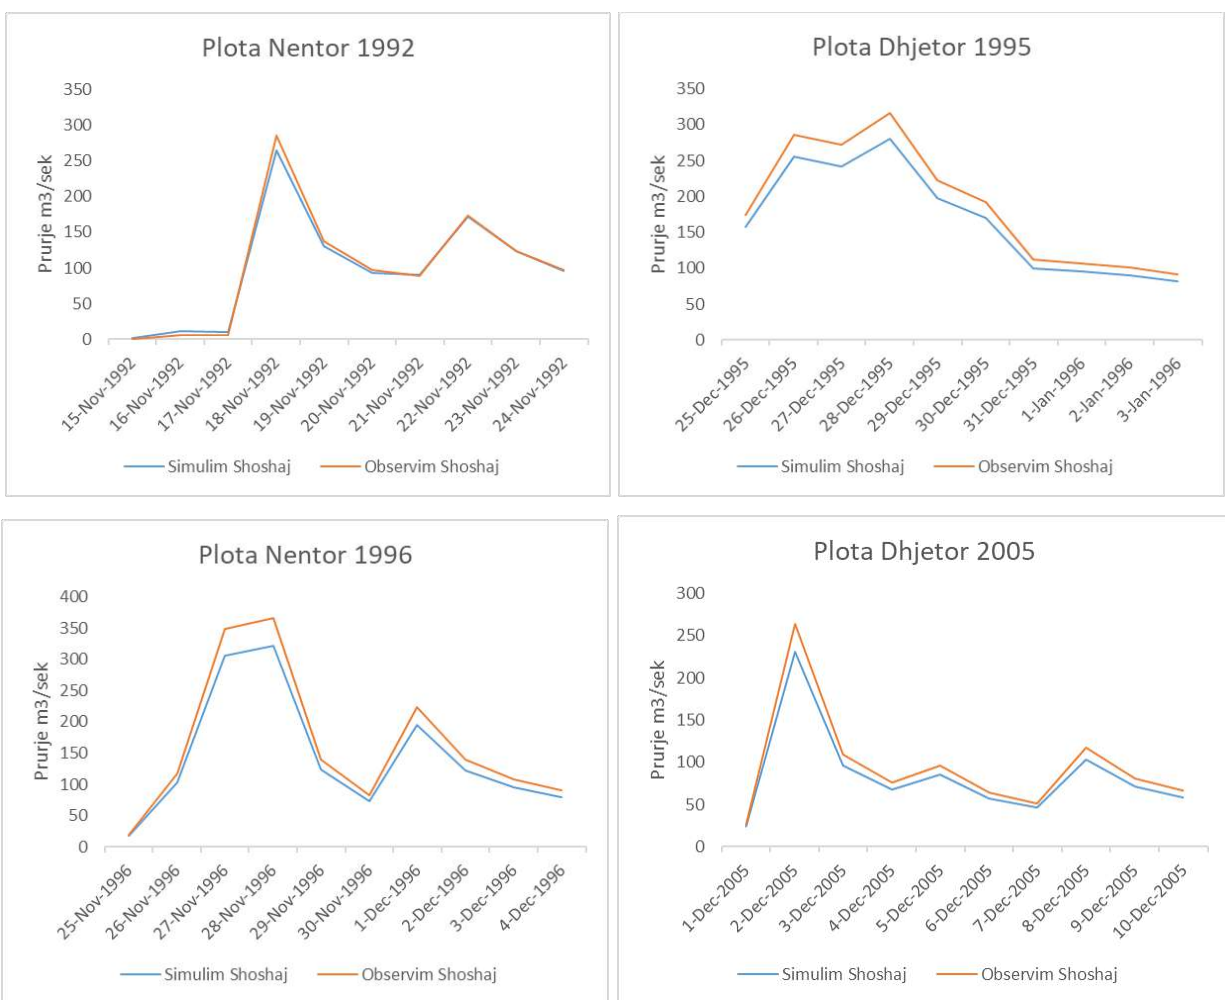 Plota Nentor 1992
350
300
250
200
150
100
50
0
Prurje m3/sek
15-Nov-1992
16-Nov-1992
17-Nov-1992
18-Nov-1992
19-Nov-1992
20-Nov-1992
21-Nov-1992
22-Nov-1992
23-Nov-1992
24-Nov-1992
Simulim Shoshaj Observim Shoshaj
Plota Dhjetor 1995
350
300
250
200
150
100
50
0
Prurje m3/sek
25-Dec-1995
26-Dec-1995
27-Dec-1995
28-Dec-1995
29-Dec-1995
30-Dec-1995
31-Dec-1995
1-Jan-1996
2-Jan-1996
3-Jan-1996
Simulim Shoshaj Observim Shoshaj
Plota Nentor 1996
400
350
300
250
200
150
100
50
0
Prurje m3/sek
25-Nov-1996
26-Nov-1996
27-Nov-1996
28-Nov-1996
29-Nov-1996
30-Nov-1996
1-Dec-1996
2-Dec-1996
3-Dec-1996
4-Dec-1996
Simulim Shoshaj Observim Shoshaj
Plota Dhjetor 2005
300
250
200
150
100
50
0
Prurje m3/sek
1-Dec-2005
2-Dec-2005
3-Dec-2005
4-Dec-2005
5-Dec-2005
6-Dec-2005
7-Dec-2005
8-Dec-2005
9-Dec-2005
10-Dec-2005
Simulim Shoshaj Observim Shoshaj